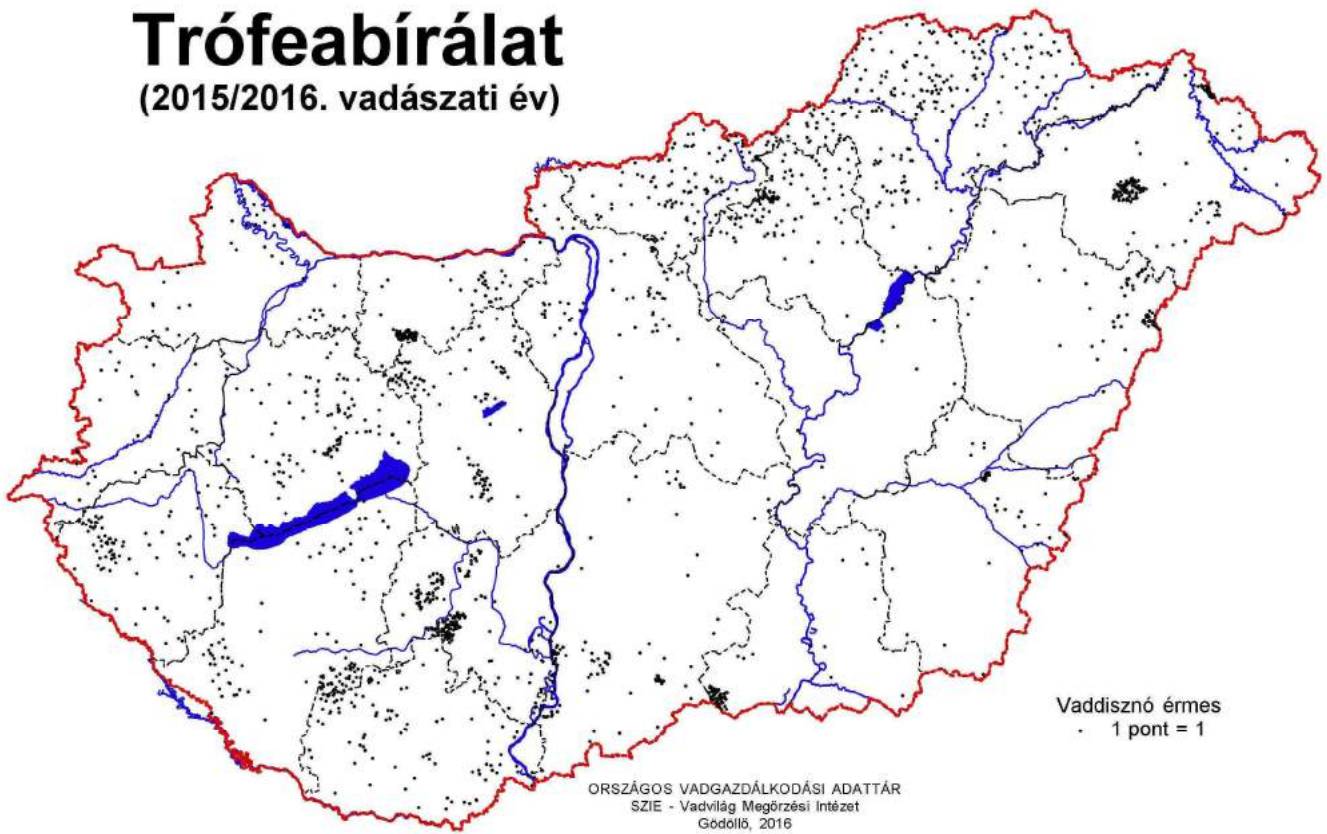 Trófeabírálat
(2015/2016. vadászati év)
Vaddisznó érmes
. 1 pont = 1
ORSZÁGOS VADGAZDÁLKODÁSI ADATTÁR
SZIE - Vadvilág Megőrzési Intézet
Gödöllő, 2016